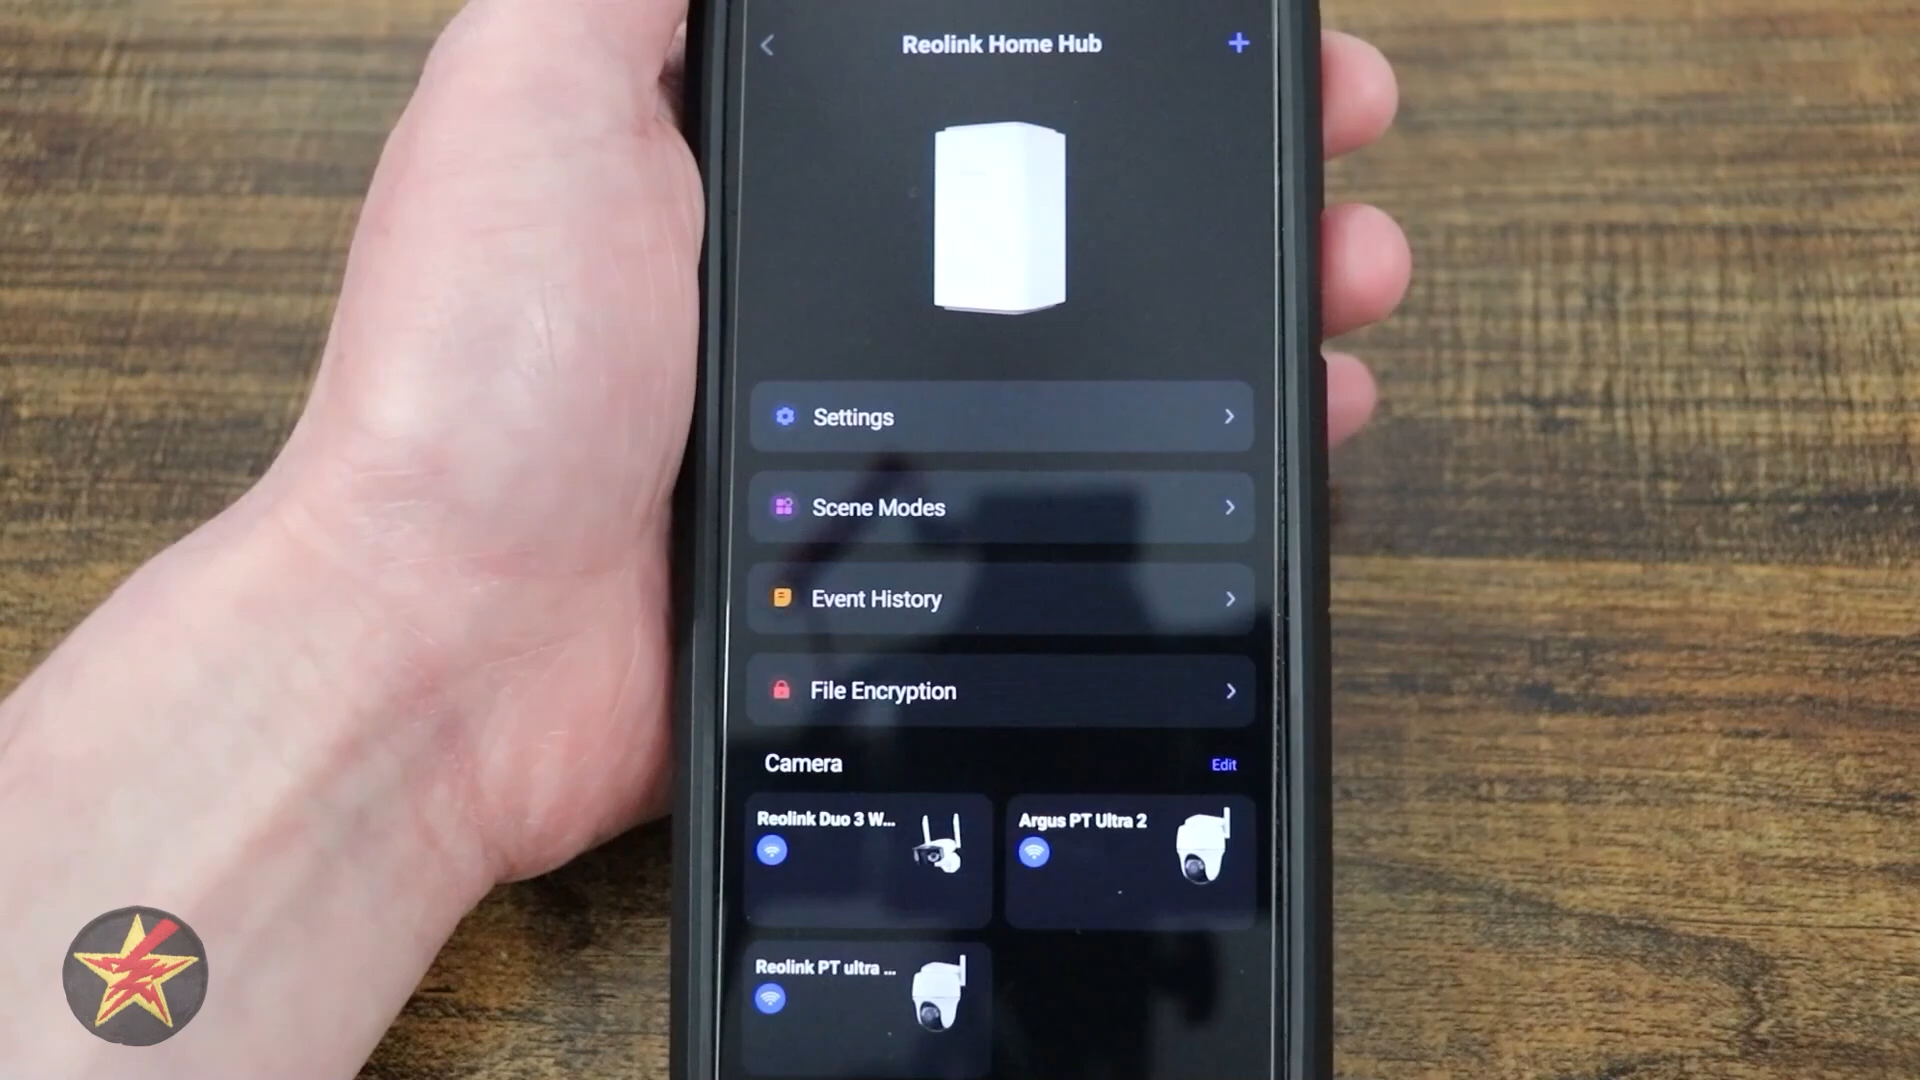 Reolink Home Hub
Settings
Scene Modes
Event History
File Encryption
Camera
Edit
Reolink Duo 3 W...
Argus PT Ultra 2
Reolink PT ultra ...